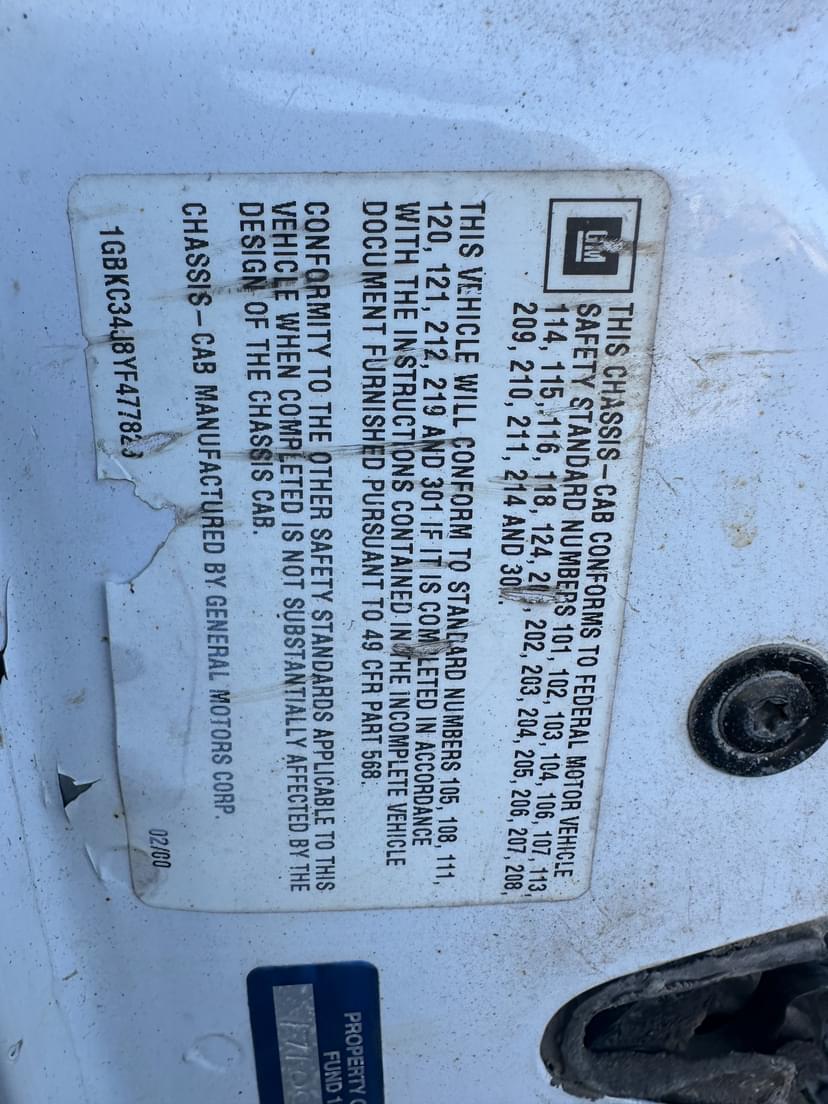 GM
THIS CHASSIS-CAB CONFORMS TO FEDERAL MOTOR VEHICLE
SAFETY STANDARD NUMBERS 101, 102, 103, 104, 106, 107, 113,
114, 115, 116, 118, 124, 202, 203, 204, 205, 206, 207, 208,
209, 210, 211, 214 AND
THIS VEHICLE WILL CONFORM TO STANDARD NUMBERS 105, 108, 111,
120, 121, 212, 219 AND 301 IF IT IS COMPLETED IN ACCORDANCE
WITH THE INSTRUCTIONS CONTAINED IN THE INCOMPLETE VEHICLE
DOCUMENT FURNISHED PURSUANT TO 49 CFR PART 568.
CONFORMITY TO THE OTHER SAFETY STANDARDS APPLICABLE TO THIS
VEHICLE WHEN COMPLETED IS NOT SUBSTANTIALLY AFFECTED BY THE
DESIGN OF THE CHASSIS CAB.
CHASSIS-CAB MANUFACTURED BY GENERAL MOTORS CORP.
02/00
PROPERTY
FUND